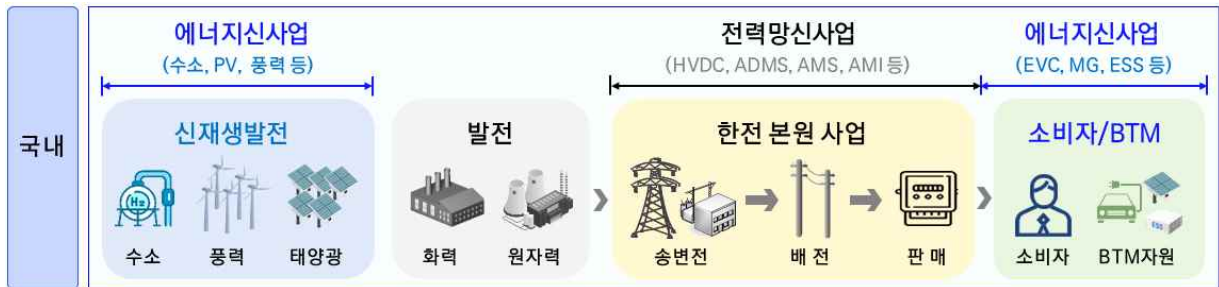 국내
에너지신사업
(수소, PV, 풍력 등)
전력망신사업
(HVDC, ADMS, AMS, AMI 등)
에너지신사업
(EVC, MG, ESS 등)
신재생발전
H₂
수소
풍력
태양광
발전
화력
원자력
한전 본원 사업
송변전
배 전
판 매
소비자/BTM
ESS
소비자
BTM자원